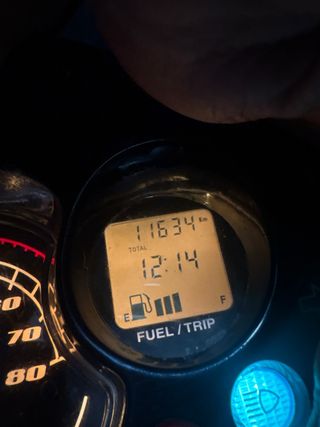 11634 Km
TOTAL
12:14
E F
FUEL/TRIP
60
70
80